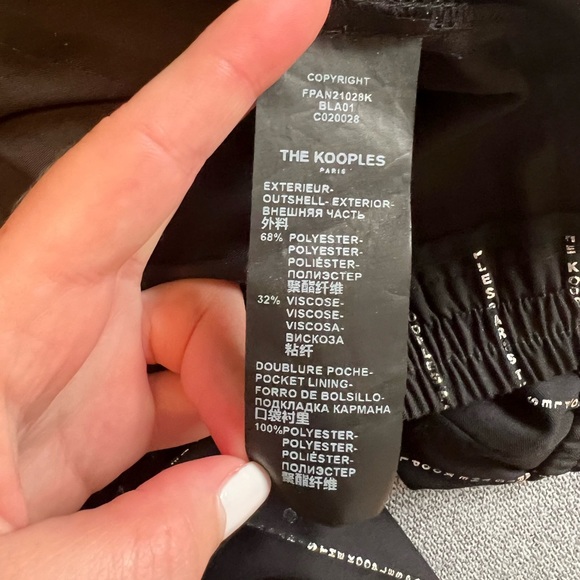 COPYRIGHT
FPAN21028K
BLA01
C020028
THE KOOPLES
PARIS
EXTERIEUR-
OUTSHELL- EXTERIOR-
ВНЕШНЯЯ ЧАСТЬ
外料
68% POLYESTER-
POLYESTER-
POLIÉSTER-
ПОЛИЭСТЕР
聚酯纤维
32% VISCOSE-
VISCOSE-
VISCOSA-
ВИСКОЗА
粘纤
DOUBLURE POCHE-
POCKET LINING-
FORRO DE BOLSILLO-
ПОДКЛАДКА КАРМАНА
口袋衬里
100%POLYESTER-
POLYESTER-
POLIÉSTER-
ПОЛИЭСТЕР
聚酯纤维